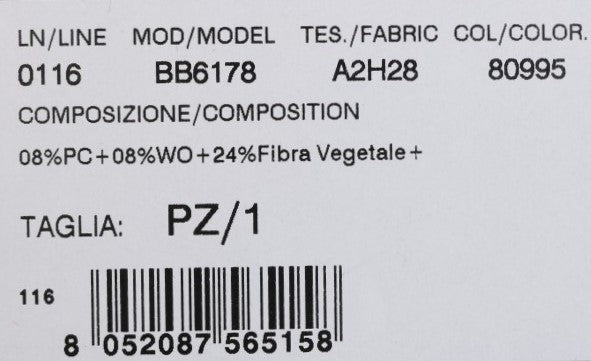 LN/LINE MOD/MODEL TES./FABRIC COL/COLOR.
0116 BB6178 A2H28 80995
COMPOSIZIONE/COMPOSITION
08%PC+08%WO+24%Fibra Vegetale+
TAGLIA: PZ/1
116
8 052087 565158